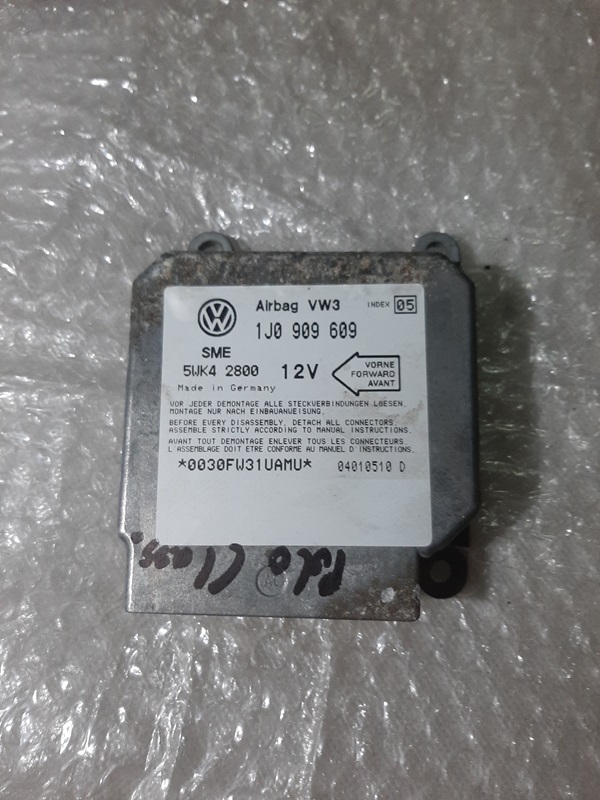 Airbag VW3 INDEX 05
1J0 909 609
SME
5WK4 2800 12V
VORNE
FORWARD
AVANT
Made in Germany
VOR JEDER DEMONTAGE ALLE STECKVERBINDUNGEN LOESEN.
MONTAGE NUR NACH EINBAUANWEISUNG.
BEFORE EVERY DISASSEMBLY, DETACH ALL CONNECTORS.
ASSEMBLE STRICTLY ACCORDING TO MANUAL INSTRUCTIONS.
AVANT TOUT DEMONTAGE ENLEVER TOUS LES CONNECTEURS.
L ASSEMBLAGE DOIT ETRE CONFORME AU MANUEL D INSTRUCTIONS.
*0030FW31UAMU* 04010510 D